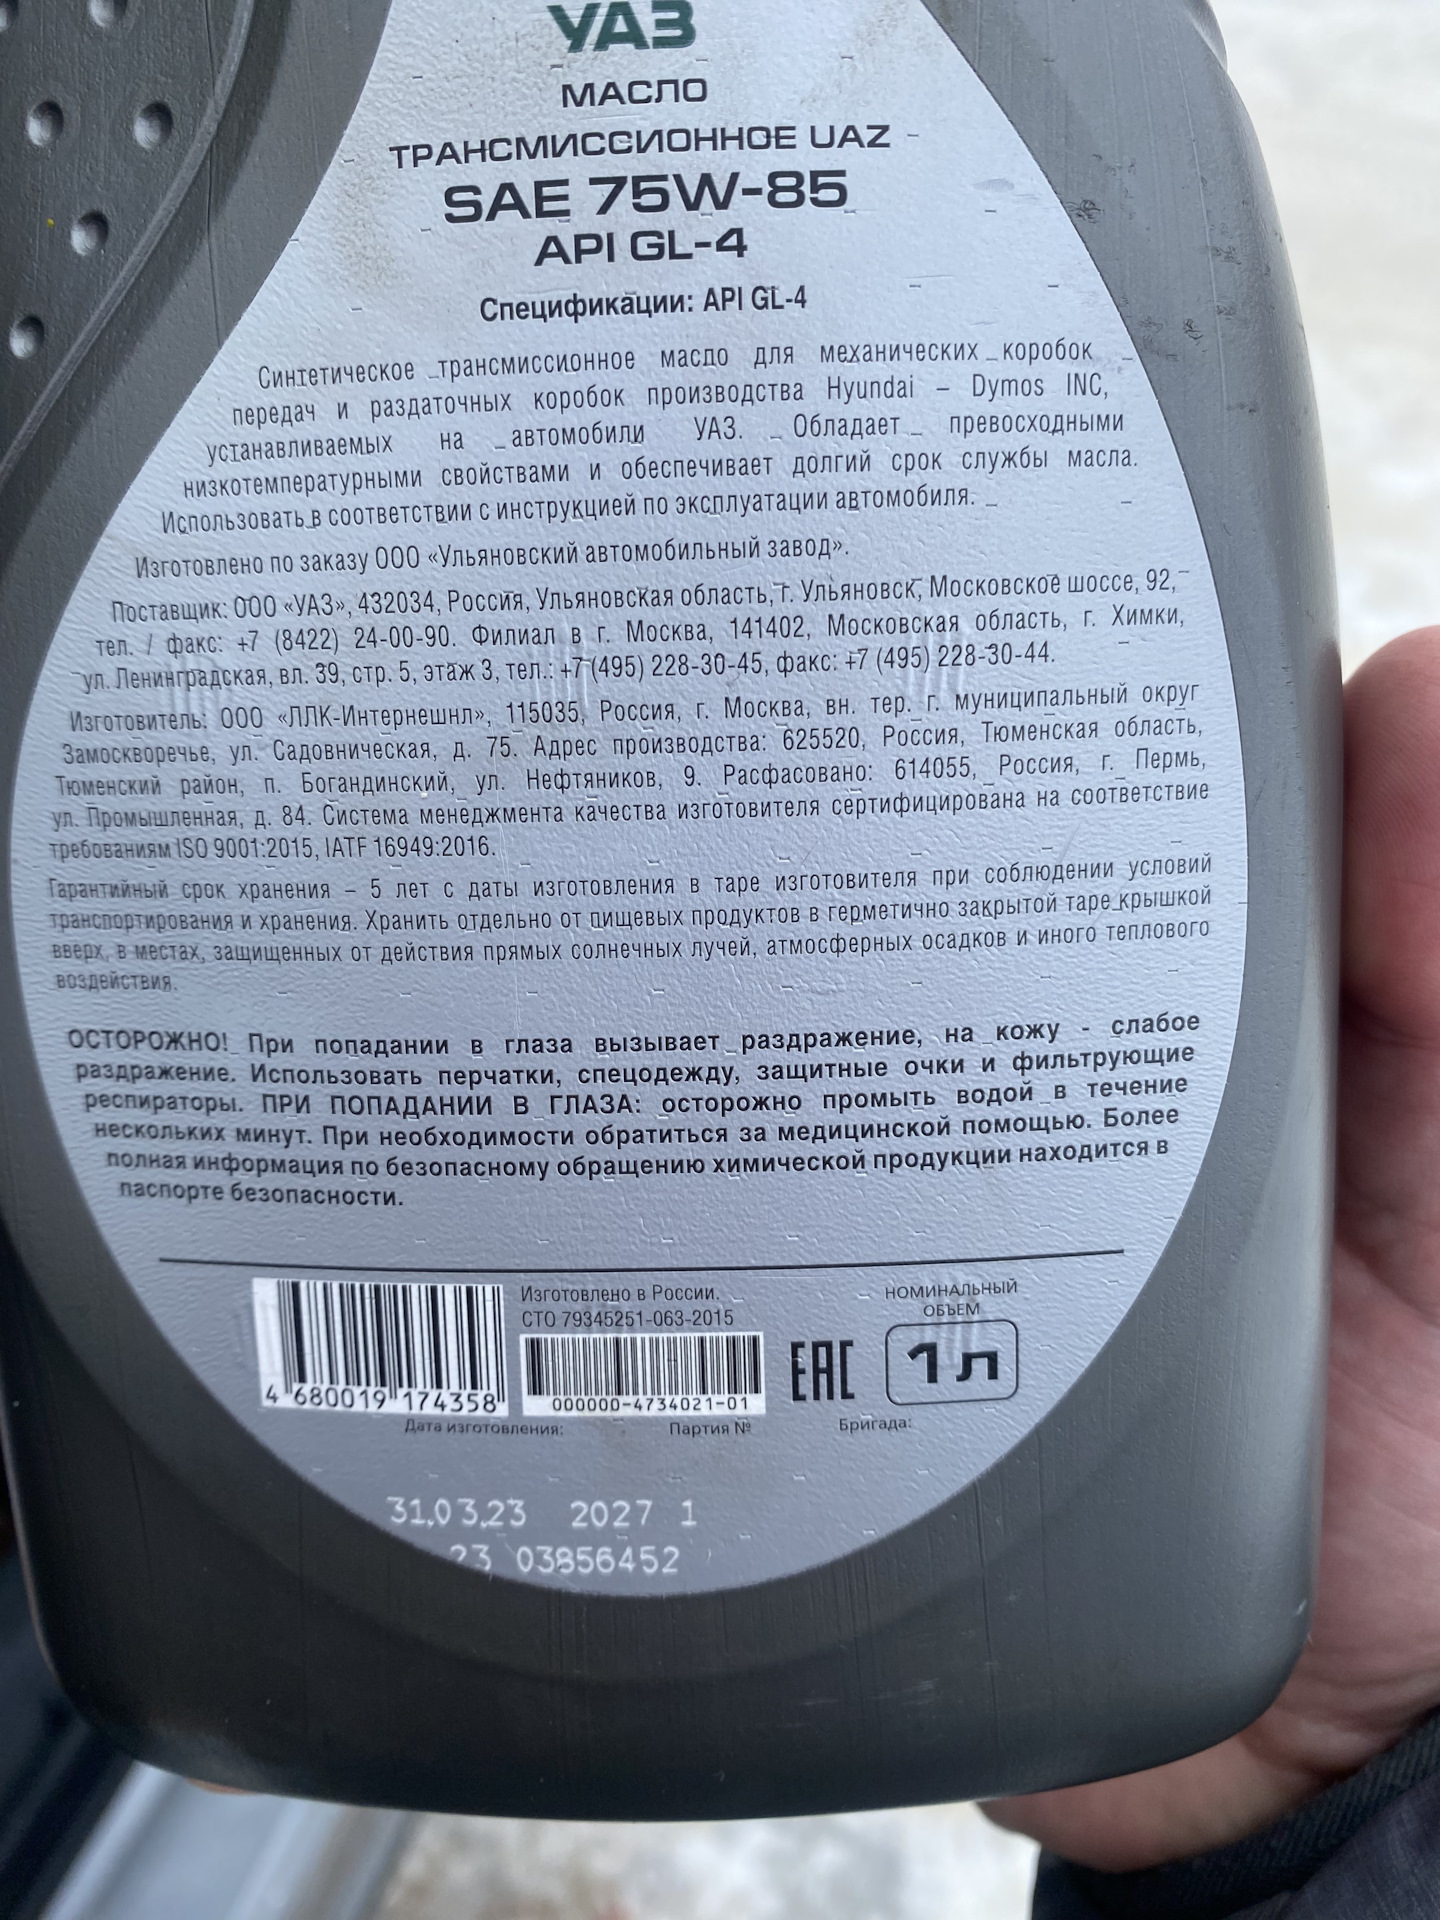 УАЗ
МАСЛО
ТРАНСМИССИОННОЕ UAZ
SAE 75W-85
API GL-4
Спецификации: API GL-4
Синтетическое трансмиссионное масло для механических коробок
передач и раздаточных коробок производства Hyundai – Dymos INC,
устанавливаемых на автомобили УАЗ. Обладает превосходными
низкотемпературными свойствами и обеспечивает долгий срок службы масла.
Использовать в соответствии с инструкцией по эксплуатации автомобиля.
Изготовлено по заказу ООО «Ульяновский автомобильный завод».
Поставщик: ООО «УАЗ», 432034, Россия, Ульяновская область, г. Ульяновск, Московское шоссе, 92,
тел. / факс: +7 (8422) 24-00-90. Филиал в г. Москва, 141402, Московская область, г. Химки,
ул. Ленинградская, вл. 39, стр. 5, этаж 3, тел.: +7 (495) 228-30-45, факс: +7 (495) 228-30-44.
Изготовитель: ООО «ЛЛК-Интернешнл», 115035, Россия, г. Москва, вн. тер. г. муниципальный округ
Замоскворечье, ул. Садовническая, д. 75. Адрес производства: 625520, Россия, Тюменская область,
Тюменский район, п. Богандинский, ул. Нефтяников, 9. Расфасовано: 614055, Россия, г. Пермь,
ул. Промышленная, д. 84. Система менеджмента качества изготовителя сертифицирована на соответствие
требованиям ISO 9001:2015, IATF 16949:2016.
Гарантийный срок хранения – 5 лет с даты изготовления в таре изготовителя при соблюдении условий
транспортирования и хранения. Хранить отдельно от пищевых продуктов в герметично закрытой таре крышкой
вверх, в местах, защищенных от действия прямых солнечных лучей, атмосферных осадков и иного теплового
воздействия.
ОСТОРОЖНО! При попадании в глаза вызывает раздражение, на кожу - слабое
раздражение. Использовать перчатки, спецодежду, защитные очки и фильтрующие
респираторы. ПРИ ПОПАДАНИИ В ГЛАЗА: осторожно промыть водой в течение
нескольких минут. При необходимости обратиться за медицинской помощью. Более
полная информация по безопасному обращению химической продукции находится в
паспорте безопасности.
Изготовлено в России.
СТО 79345251-063-2015
НОМИНАЛЬНЫЙ
ОБЪЕМ
1 л
EAC
4 680019 174358
000000-4734021-01
Дата изготовления: Партия № Бригада:
31.03.23 2027 1
23 03856452